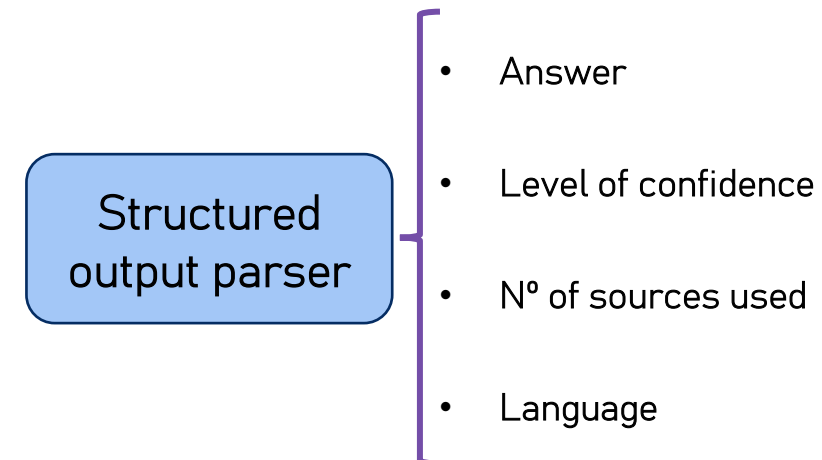 Structured
output parser
• Answer
• Level of confidence
• Nº of sources used
• Language